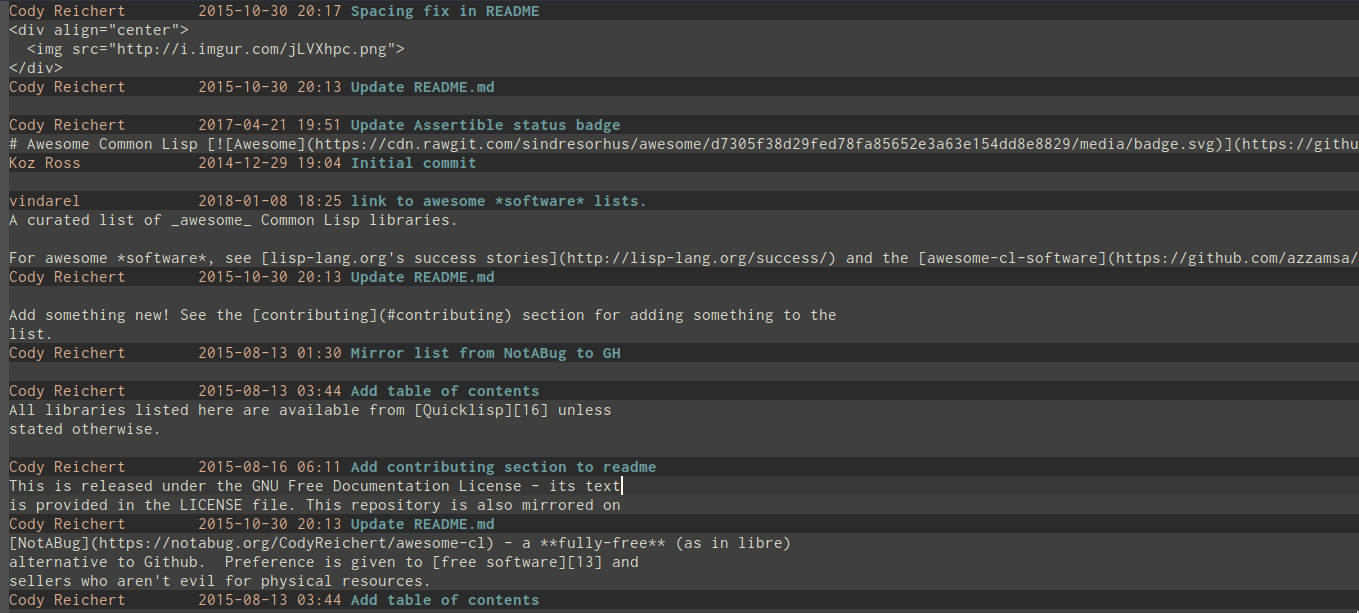 Cody Reichert        2015-10-30 20:17 Spacing fix in README
<div align="center">
  <img src="http://i.imgur.com/jLVXhpc.png">
</div>
Cody Reichert        2015-10-30 20:13 Update README.md
Cody Reichert        2017-04-21 19:51 Update Assertible status badge
# Awesome Common Lisp [![Awesome](https://cdn.rawgit.com/sindresorhus/awesome/d7305f38d29fed78fa85652e3a63e154dd8e8829/media/badge.svg)](https://githu
Koz Ross             2014-12-29 19:04 Initial commit
vindarel             2018-01-08 18:25 link to awesome *software* lists.
A curated list of _awesome_ Common Lisp libraries.
For awesome *software*, see [lisp-lang.org's success stories](http://lisp-lang.org/success/) and the [awesome-cl-software](https://github.com/azzamsa/
Cody Reichert        2015-10-30 20:13 Update README.md
Add something new! See the [contributing](#contributing) section for adding something to the
list.
Cody Reichert        2015-08-13 01:30 Mirror list from NotABug to GH
Cody Reichert        2015-08-13 03:44 Add table of contents
All libraries listed here are available from [Quicklisp][16] unless
stated otherwise.
Cody Reichert        2015-08-16 06:11 Add contributing section to readme
This is released under the GNU Free Documentation License - its text
is provided in the LICENSE file. This repository is also mirrored on
Cody Reichert        2015-10-30 20:13 Update README.md
[NotABug](https://notabug.org/CodyReichert/awesome-cl) - a **fully-free** (as in libre)
alternative to Github.  Preference is given to [free software][13] and
sellers who aren't evil for physical resources.
Cody Reichert        2015-08-13 03:44 Add table of contents